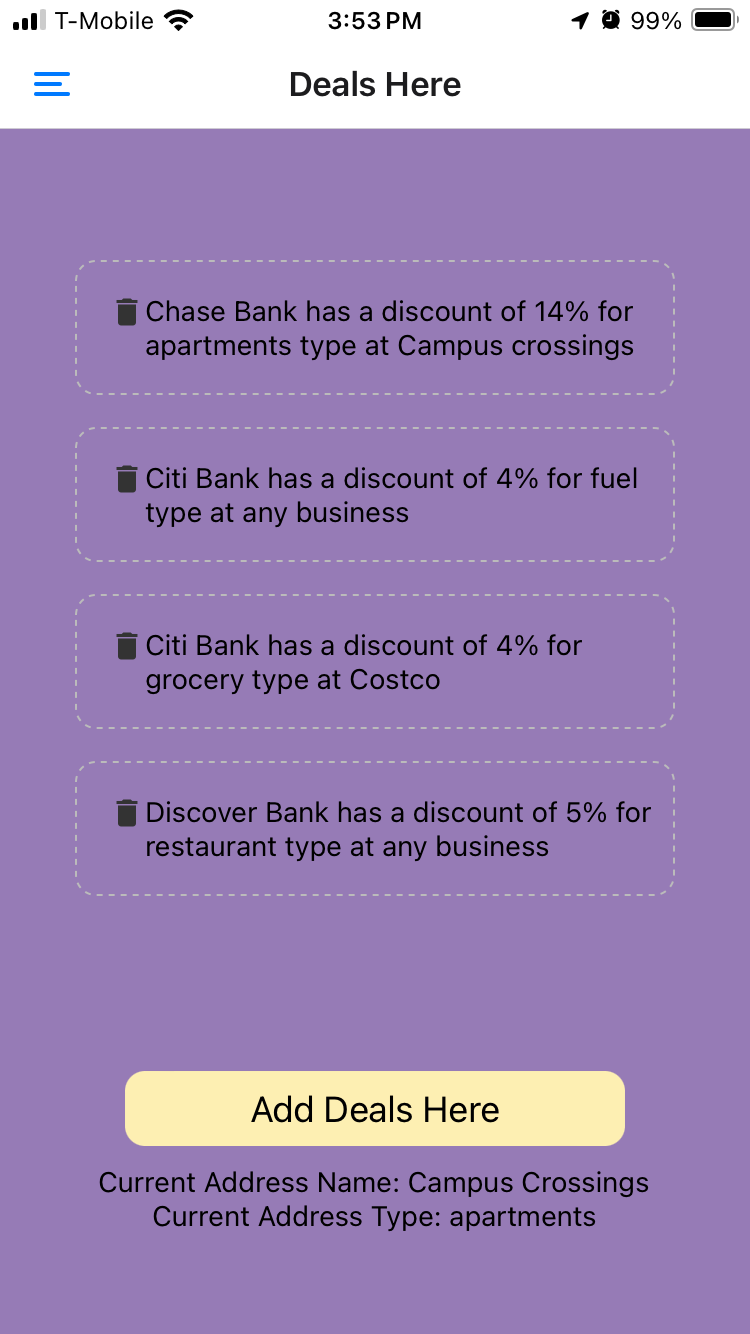 T-Mobile 3:53 PM 99%
Deals Here
Chase Bank has a discount of 14% for
apartments type at Campus crossings
Citi Bank has a discount of 4% for fuel
type at any business
Citi Bank has a discount of 4% for
grocery type at Costco
Discover Bank has a discount of 5% for
restaurant type at any business
Add Deals Here
Current Address Name: Campus Crossings
Current Address Type: apartments